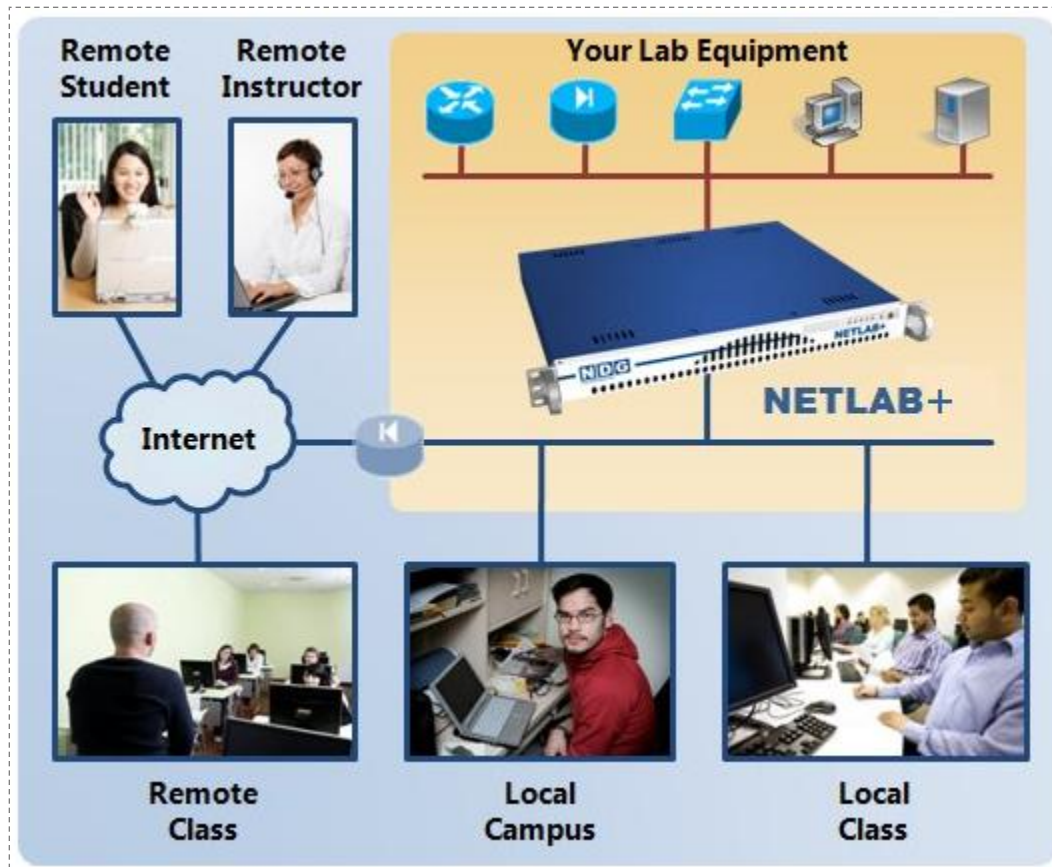 Remote
Student
Remote
Instructor
Your Lab Equipment
NDG
NETLAB+
NETLAB+
Internet
Remote
Class
Local
Campus
Local
Class